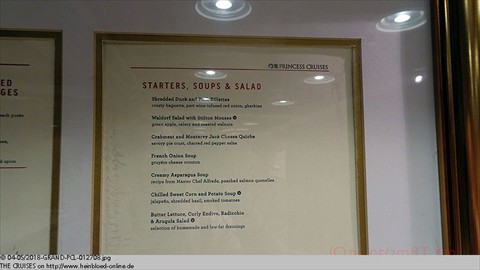 PRINCESS CRUISES
STARTERS, SOUPS & SALAD
Shredded Duck and Rillettes
crusty baguette, port wine infused red onion, gherkins
Waldorf Salad with Stilton Mousse
green apple, celery and roasted walnuts
Crabmeat and Monterey Jack Cheese Quiche
savory pie crust, charred red pepper salsa
French Onion Soup
gruyère cheese crouton
Creamy Asparagus Soup
recipe from Master Chef Alfredo, poached salmon quenelles
Chilled Sweet Corn and Potato Soup
jalapeño, shredded basil, smoked tomatoes
Butter Lettuce, Curly Endive, Radicchio
& Arugula Salad
selection of homemade and low fat dressings
ED
GES
© 04-05/2018-GRAND-PCL-012708.jpg
THE CRUISES on http://www.heinbloed-online.de